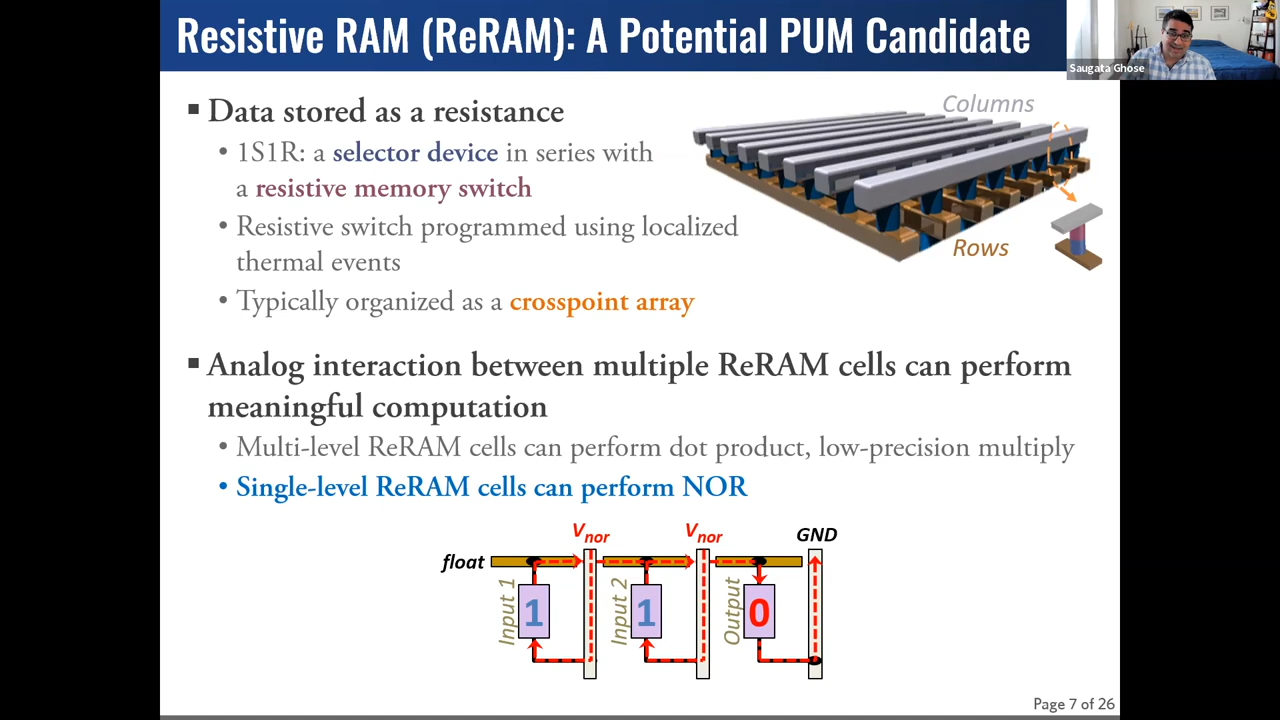 Resistive RAM (ReRAM): A Potential PUM Candidate
Saugata Ghose
▪ Data stored as a resistance
• 1S1R: a selector device in series with
a resistive memory switch
• Resistive switch programmed using localized
thermal events
• Typically organized as a crosspoint array
Columns
Rows
▪ Analog interaction between multiple ReRAM cells can perform
meaningful computation
• Multi-level ReRAM cells can perform dot product, low-precision multiply
• Single-level ReRAM cells can perform NOR
Vnor Vnor GND
float
Input 1 1 Input 2 1 Output 0
Page 7 of 26